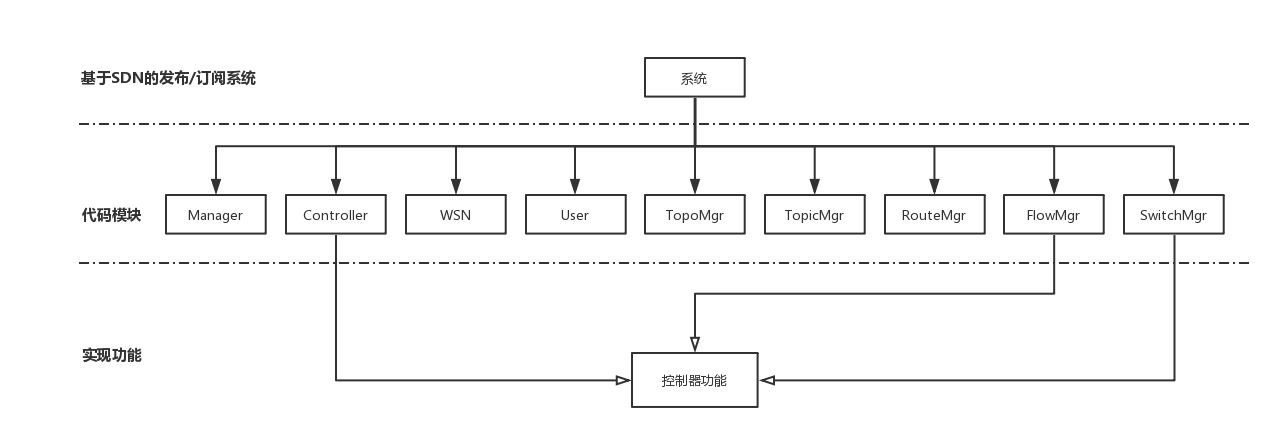 基于SDN的发布/订阅系统
系统
代码模块
Manager
Controller
WSN
User
TopoMgr
TopicMgr
RouteMgr
FlowMgr
SwitchMgr
实现功能
控制器功能